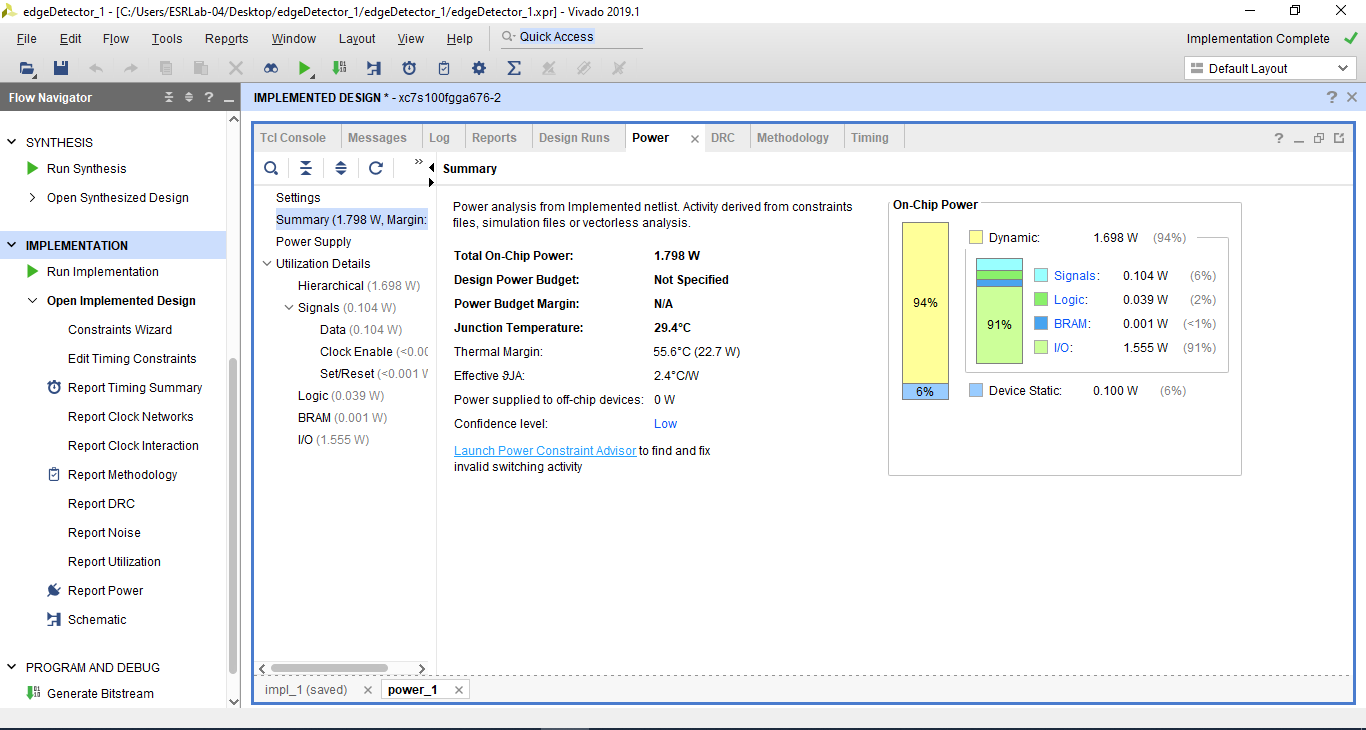 edgeDetector_1 - [C:/Users/ESRLab-04/Desktop/edgeDetector_1/edgeDetector_1/edgeDetector_1.xpr] - Vivado 2019.1
File Edit Flow Tools Reports Window Layout View Help Quick Access
Implementation Complete
Default Layout
Flow Navigator
SYNTHESIS
Run Synthesis
Open Synthesized Design
IMPLEMENTATION
Run Implementation
Open Implemented Design
Constraints Wizard
Edit Timing Constraints
Report Timing Summary
Report Clock Networks
Report Clock Interaction
Report Methodology
Report DRC
Report Noise
Report Utilization
Report Power
Schematic
PROGRAM AND DEBUG
Generate Bitstream
IMPLEMENTED DESIGN * - xc7s100fgga676-2
Tcl Console Messages Log Reports Design Runs Power DRC Methodology Timing
Settings
Summary (1.798 W, Margin:
Power Supply
Utilization Details
Hierarchical (1.698 W)
Signals (0.104 W)
Data (0.104 W)
Clock Enable (<0.00
Set/Reset (<0.001 W
Logic (0.039 W)
BRAM (0.001 W)
I/O (1.555 W)
Summary
Power analysis from Implemented netlist. Activity derived from constraints
files, simulation files or vectorless analysis.
Total On-Chip Power: 1.798 W
Design Power Budget: Not Specified
Power Budget Margin: N/A
Junction Temperature: 29.4°C
Thermal Margin: 55.6°C (22.7 W)
Effective ϑJA: 2.4°C/W
Power supplied to off-chip devices: 0 W
Confidence level: Low
Launch Power Constraint Advisor to find and fix
invalid switching activity
On-Chip Power
94%
6%
Dynamic: 1.698 W (94%)
91%
Signals: 0.104 W (6%)
Logic: 0.039 W (2%)
BRAM: 0.001 W (<1%)
I/O: 1.555 W (91%)
Device Static: 0.100 W (6%)
impl_1 (saved) power_1